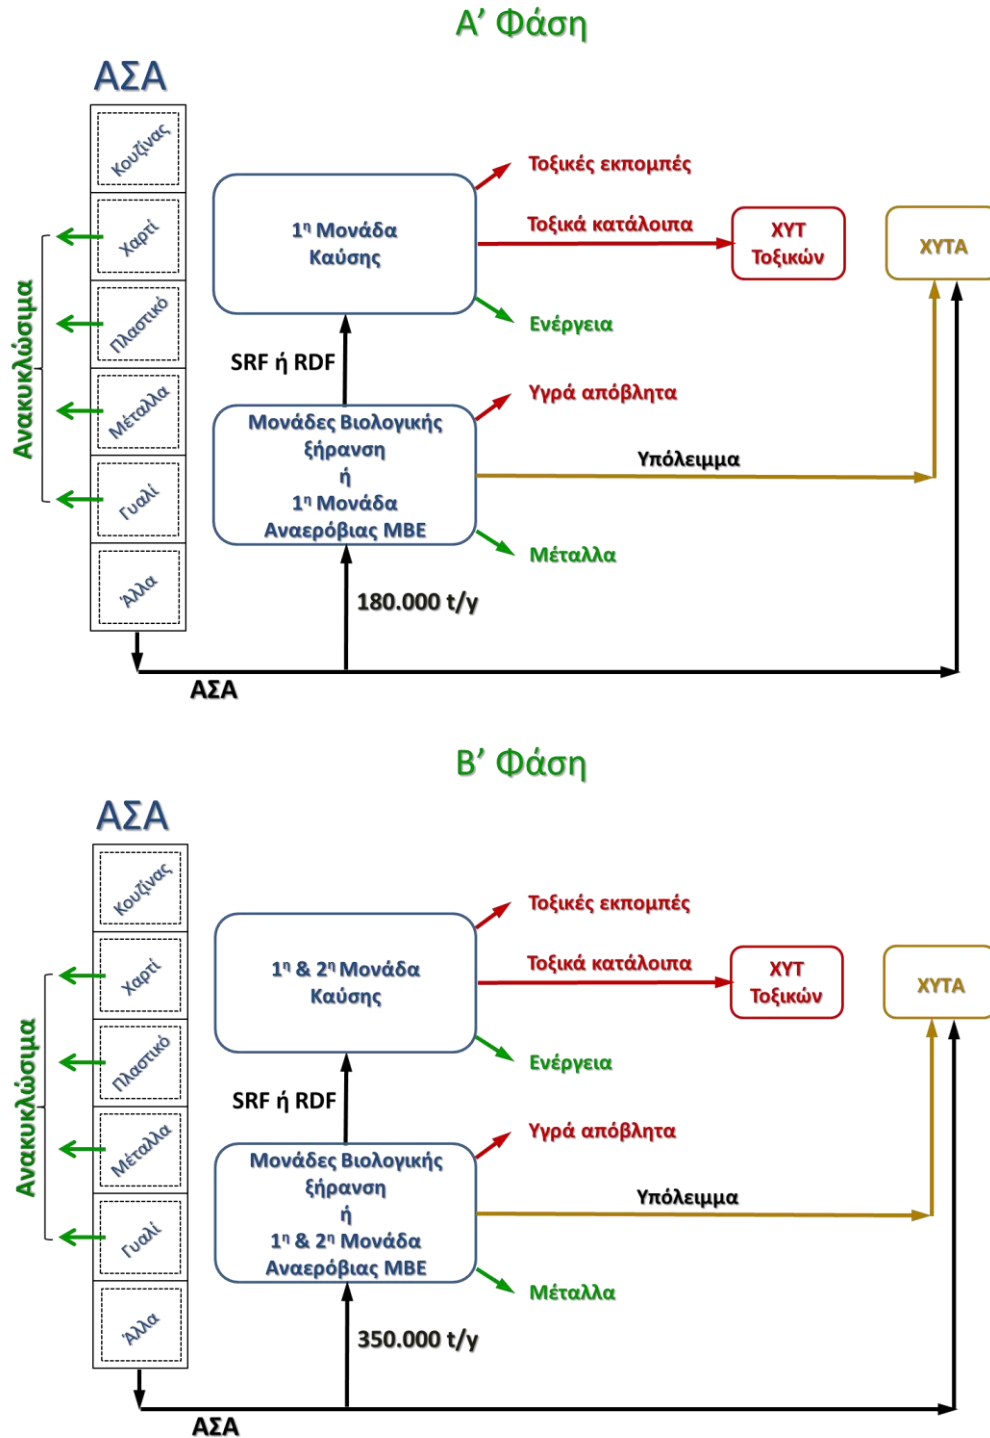 Α’ Φάση
ΑΣΑ
Κουζίνας
Χαρτί
Πλαστικό
Μέταλλα
Γυαλί
Άλλα
Ανακυκλώσιμα
1η Μονάδα
Καύσης
Τοξικές εκπομπές
Τοξικά κατάλοιπα
Ενέργεια
ΧΥΤ
Τοξικών
ΧΥΤΑ
SRF ή RDF
Μονάδες Βιολογικής
ξήρανση
ή
1η Μονάδα
Αναερόβιας ΜΒΕ
Υγρά απόβλητα
Υπόλειμμα
Μέταλλα
180.000 t/y
ΑΣΑ
Β’ Φάση
ΑΣΑ
Κουζίνας
Χαρτί
Πλαστικό
Μέταλλα
Γυαλί
Άλλα
Ανακυκλώσιμα
1η & 2η Μονάδα
Καύσης
Τοξικές εκπομπές
Τοξικά κατάλοιπα
Ενέργεια
ΧΥΤ
Τοξικών
ΧΥΤΑ
SRF ή RDF
Μονάδες Βιολογικής
ξήρανση
ή
1η & 2η Μονάδα
Αναερόβιας ΜΒΕ
Υγρά απόβλητα
Υπόλειμμα
Μέταλλα
350.000 t/y
ΑΣΑ